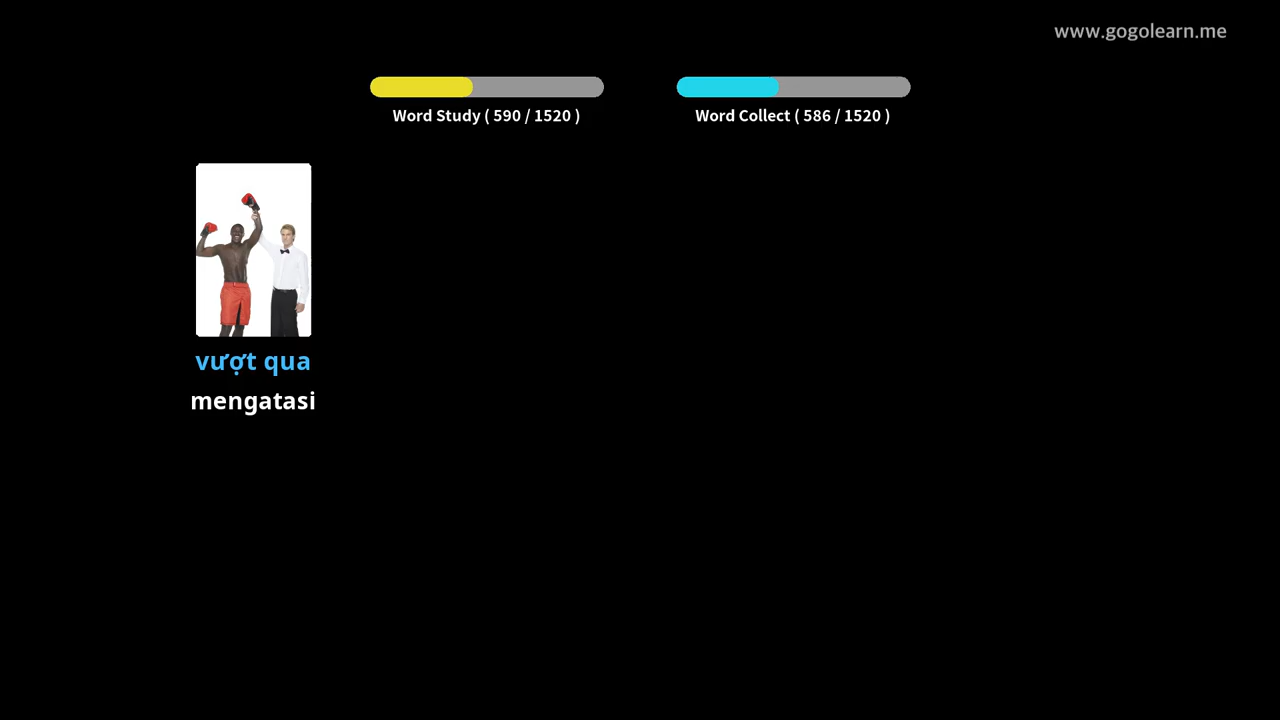 www.gogolearn.me
Word Study ( 590 / 1520 )
Word Collect ( 586 / 1520 )
vượt qua
mengatasi